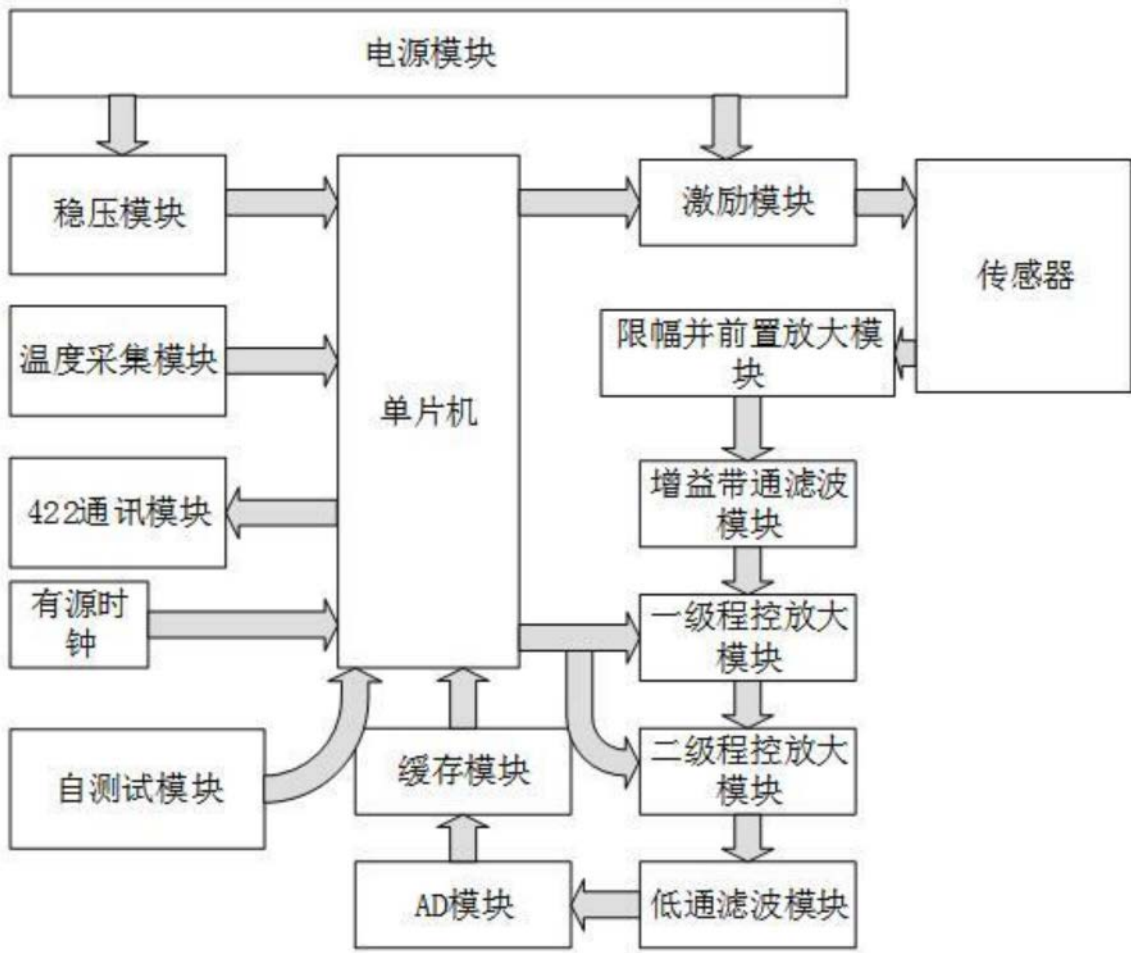 电源模块
稳压模块
激励模块
传感器
温度采集模块
单片机
限幅并前置放大模
块
422通讯模块
增益带通滤波
模块
有源时
钟
一级程控放大
模块
自测试模块
缓存模块
二级程控放大
模块
AD模块
低通滤波模块